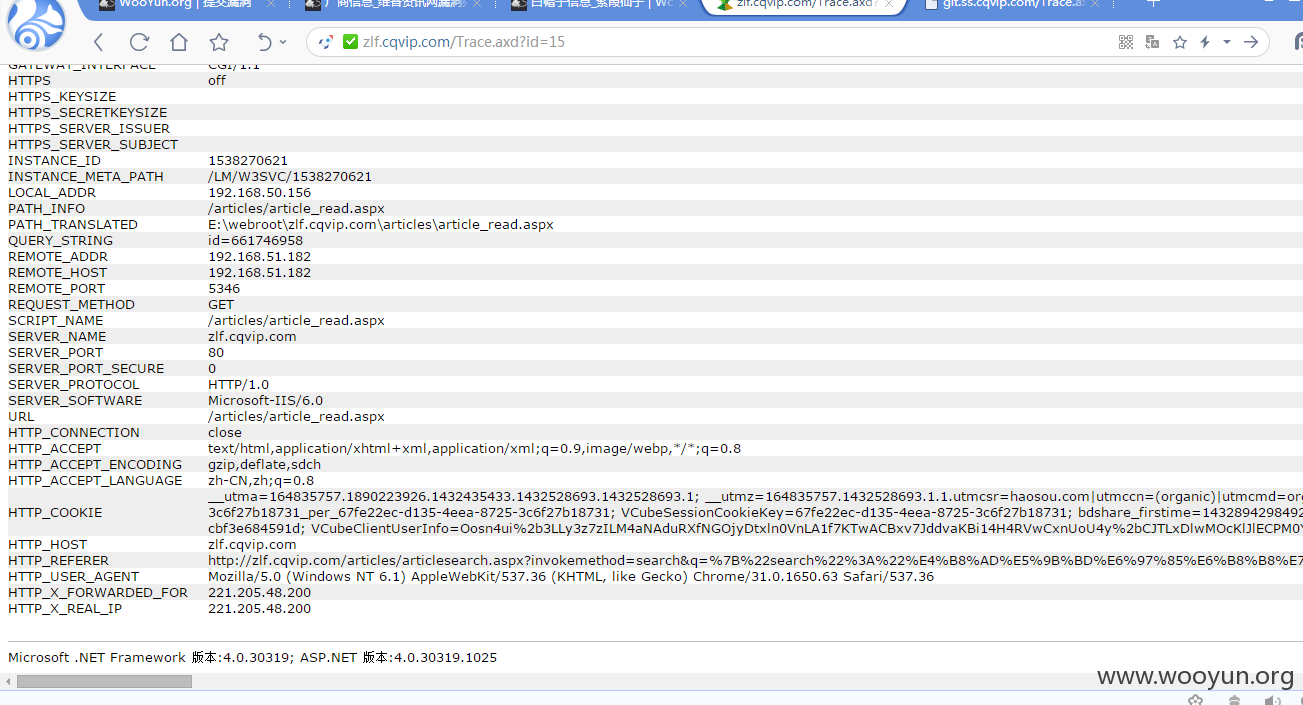 WooYun.org | 提交漏洞
厂商信息_维普资讯网漏洞
白帽子信息_紫霞仙子 | Wc
zlf.cqvip.com/Trace.axd?
git.ss.cqvip.com/Trace.a
zlf.cqvip.com/Trace.axd?id=15
GATEWAY_INTERFACE CGI/1.1
HTTPS off
HTTPS_KEYSIZE
HTTPS_SECRETKEYSIZE
HTTPS_SERVER_ISSUER
HTTPS_SERVER_SUBJECT
INSTANCE_ID 1538270621
INSTANCE_META_PATH /LM/W3SVC/1538270621
LOCAL_ADDR 192.168.50.156
PATH_INFO /articles/article_read.aspx
PATH_TRANSLATED E:\webroot\zlf.cqvip.com\articles\article_read.aspx
QUERY_STRING id=661746958
REMOTE_ADDR 192.168.51.182
REMOTE_HOST 192.168.51.182
REMOTE_PORT 5346
REQUEST_METHOD GET
SCRIPT_NAME /articles/article_read.aspx
SERVER_NAME zlf.cqvip.com
SERVER_PORT 80
SERVER_PORT_SECURE 0
SERVER_PROTOCOL HTTP/1.0
SERVER_SOFTWARE Microsoft-IIS/6.0
URL /articles/article_read.aspx
HTTP_CONNECTION close
HTTP_ACCEPT text/html,application/xhtml+xml,application/xml;q=0.9,image/webp,*/*;q=0.8
HTTP_ACCEPT_ENCODING gzip,deflate,sdch
HTTP_ACCEPT_LANGUAGE zh-CN,zh;q=0.8
__utma=164835757.1890223926.1432435433.1432528693.1432528693.1; __utmz=164835757.1432528693.1.1.utmcsr=haosou.com|utmccn=(organic)|utmcmd=org
HTTP_COOKIE 3c6f27b18731_per_67fe22ec-d135-4eea-8725-3c6f27b18731; VCubeSessionCookieKey=67fe22ec-d135-4eea-8725-3c6f27b18731; bdshare_firstime=1432894298492
cbf3e684591d; VCubeClientUserInfo=Oosn4ui%2b3LLy3z7zILM4aNAduRXfNGOjyDtxln0VnLA1f7KTwACBxv7JddvaKBi14H4RVwCxnUoU4y%2bCJTLxDlwMOcKlJlECPM0Y
HTTP_HOST zlf.cqvip.com
HTTP_REFERER http://zlf.cqvip.com/articles/articlesearch.aspx?invokemethod=search&q=%7B%22search%22%3A%22%E4%B8%AD%E5%9B%BD%E6%97%85%E6%B8%B8%E7
HTTP_USER_AGENT Mozilla/5.0 (Windows NT 6.1) AppleWebKit/537.36 (KHTML, like Gecko) Chrome/31.0.1650.63 Safari/537.36
HTTP_X_FORWARDED_FOR 221.205.48.200
HTTP_X_REAL_IP 221.205.48.200
Microsoft .NET Framework 版本:4.0.30319; ASP.NET 版本:4.0.30319.1025
www.wooyun.org